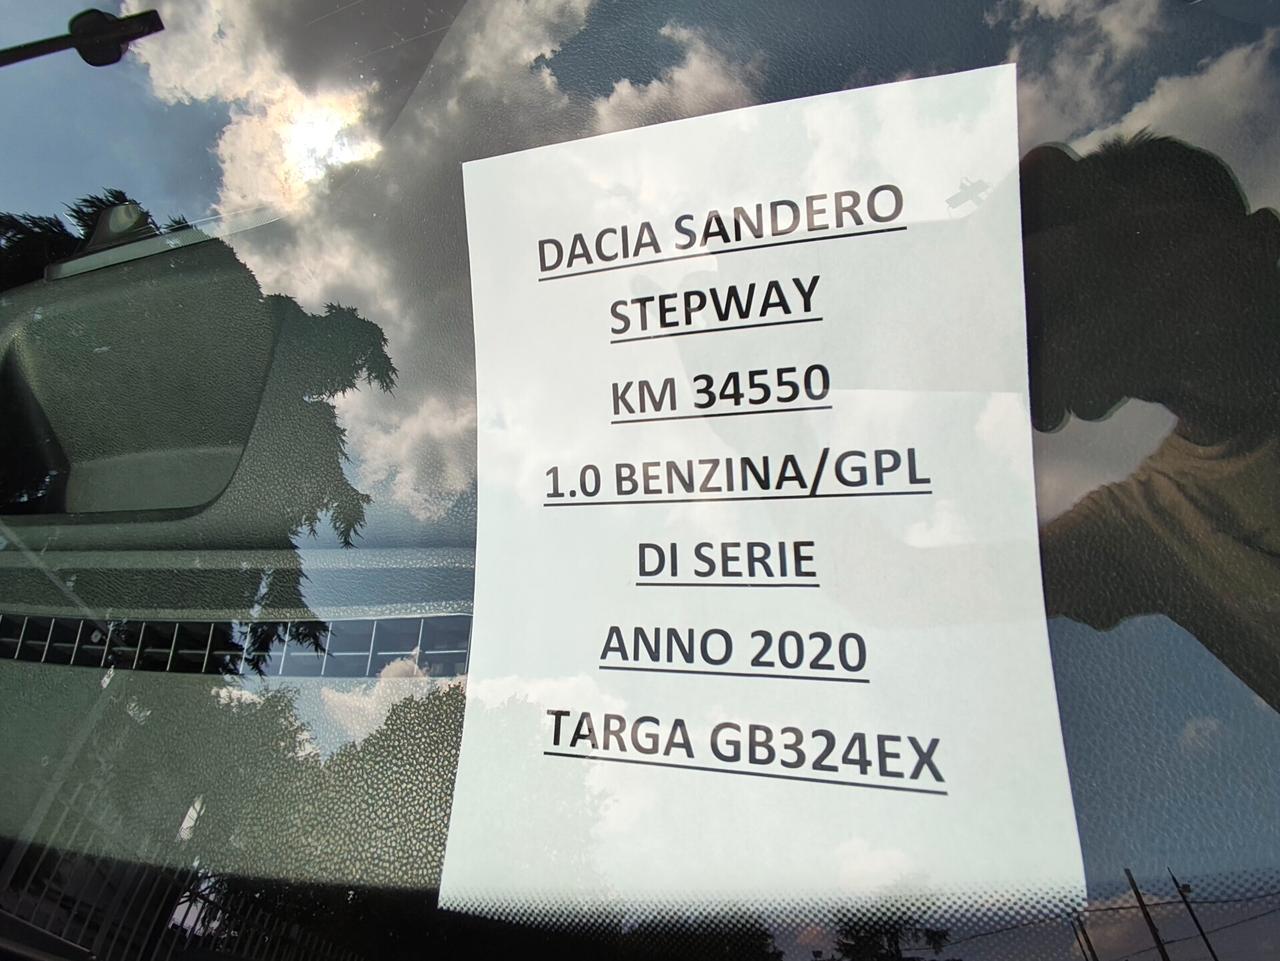 DACIA SANDERO
STEPWAY
KM 34550
1.0 BENZINA/GPL
DI SERIE
ANNO 2020
TARGA GB324EX